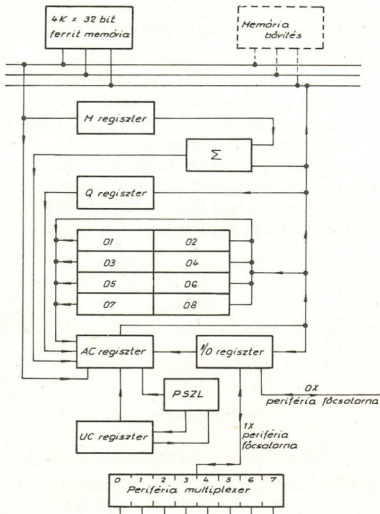 4K x 32 bit
ferrit memória
Memória
bővítés
M regiszter
Σ
Q regiszter
01 02
03 04
05 06
07 08
AC regiszter
I/O regiszter
PSZL
UC regiszter
0X
periféria főcsatorna
1X
periféria
főcsatorna
0 1 2 3 4 5 6 7
Periféria multiplexer